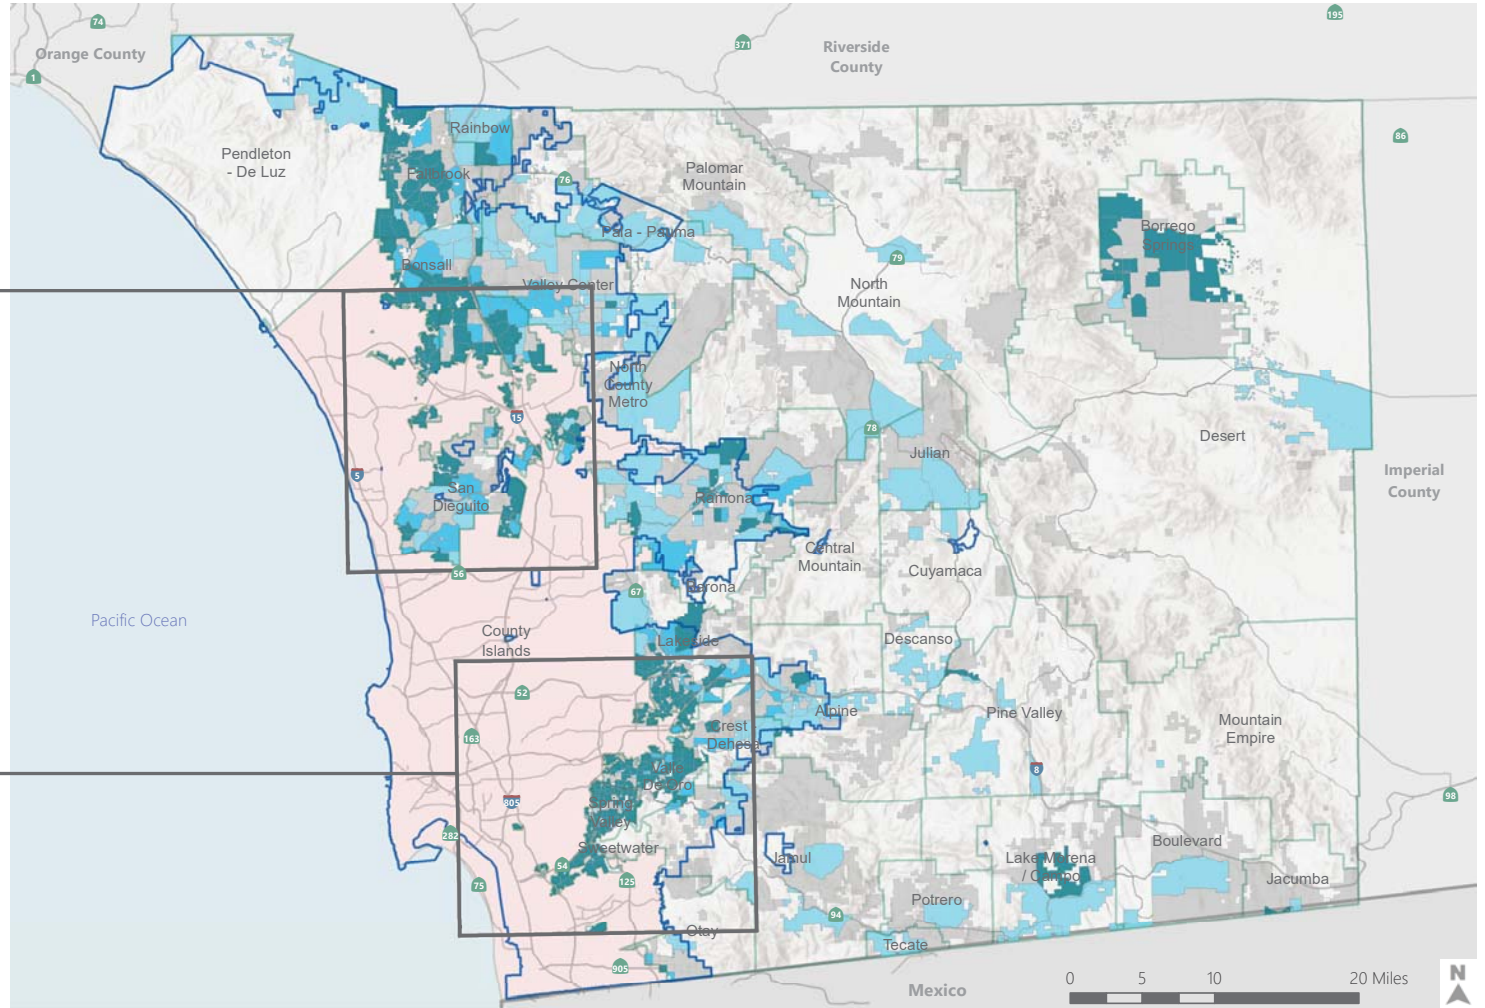 74
195
Orange County
371
Riverside
County
1
86
Rainbow
Pendleton
- De Luz
Fallbrook
76
Palomar
Mountain
Pala - Pauma
Borrego
Springs
Bonsall
79
Valley Center
North
Mountain
North
County
Metro
15
78
Desert
Julian
Imperial
County
5
San
Dieguito
Ramona
Central
Mountain
Cuyamaca
56
67
Barona
Pacific Ocean
County
Islands
Lakeside
Descanso
52
Alpine
Pine Valley
Crest -
Dehesa
Mountain
Empire
163
Valle
De Oro
8
805
Spring
Valley
98
282
Sweetwater
Jamul
Lake Morena
/ Campo
Boulevard
54
125
75
Jacumba
Potrero
94
Otay
Tecate
905
0 5 10 20 Miles
N
Mexico